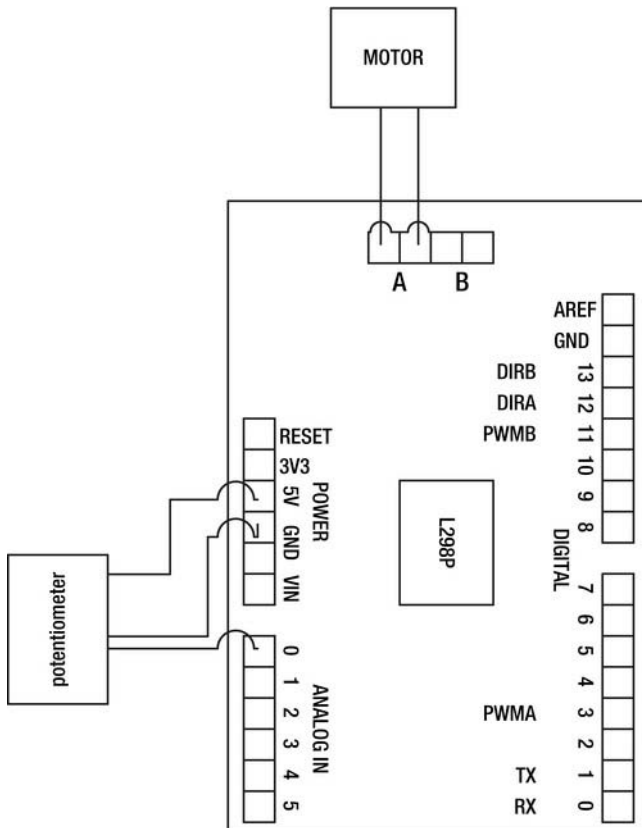 MOTOR
A
B
AREF
GND
DIRB
13
DIRA
12
PWMB
11
10
9
8
RESET
3V3
5V
GND
VIN
POWER
L298P
DIGITAL
7
6
5
4
PWMA
3
2
TX
1
RX
0
potentiometer
0
1
2
3
4
5
ANALOG IN